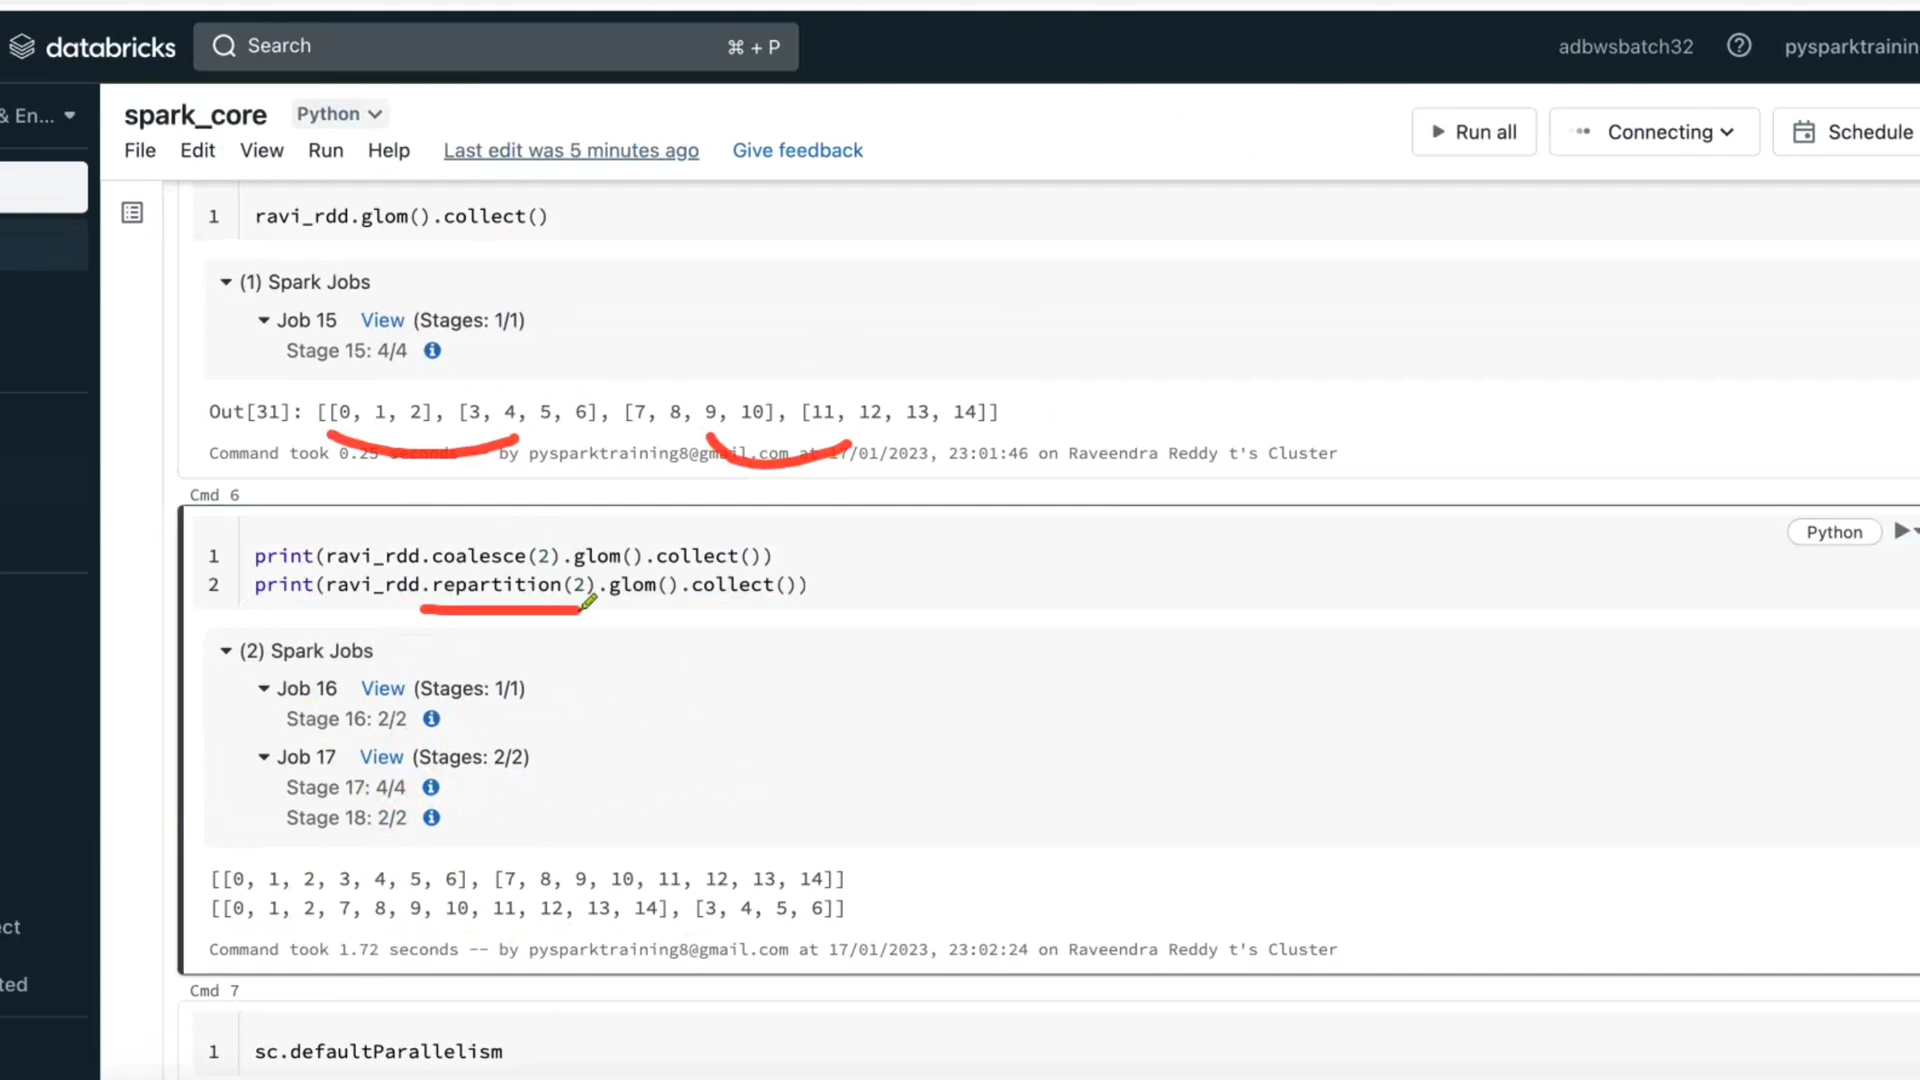 databricks
Search
⌘ + P
adbwsbatch32
pysparktrainin
& En...
spark_core
Python
File Edit View Run Help Last edit was 5 minutes ago Give feedback
Run all
Connecting
Schedule
1 ravi_rdd.glom().collect()
(1) Spark Jobs
Job 15 View (Stages: 1/1)
Stage 15: 4/4
Out[31]: [[0, 1, 2], [3, 4, 5, 6], [7, 8, 9, 10], [11, 12, 13, 14]]
Command took 0.25 seconds -- by pysparktraining8@gmail.com at 17/01/2023, 23:01:46 on Raveendra Reddy t's Cluster
Cmd 6
Python
1 print(ravi_rdd.coalesce(2).glom().collect())
2 print(ravi_rdd.repartition(2).glom().collect())
(2) Spark Jobs
Job 16 View (Stages: 1/1)
Stage 16: 2/2
Job 17 View (Stages: 2/2)
Stage 17: 4/4
Stage 18: 2/2
[[0, 1, 2, 3, 4, 5, 6], [7, 8, 9, 10, 11, 12, 13, 14]]
[[0, 1, 2, 7, 8, 9, 10, 11, 12, 13, 14], [3, 4, 5, 6]]
ect
Command took 1.72 seconds -- by pysparktraining8@gmail.com at 17/01/2023, 23:02:24 on Raveendra Reddy t's Cluster
ted
Cmd 7
1 sc.defaultParallelism